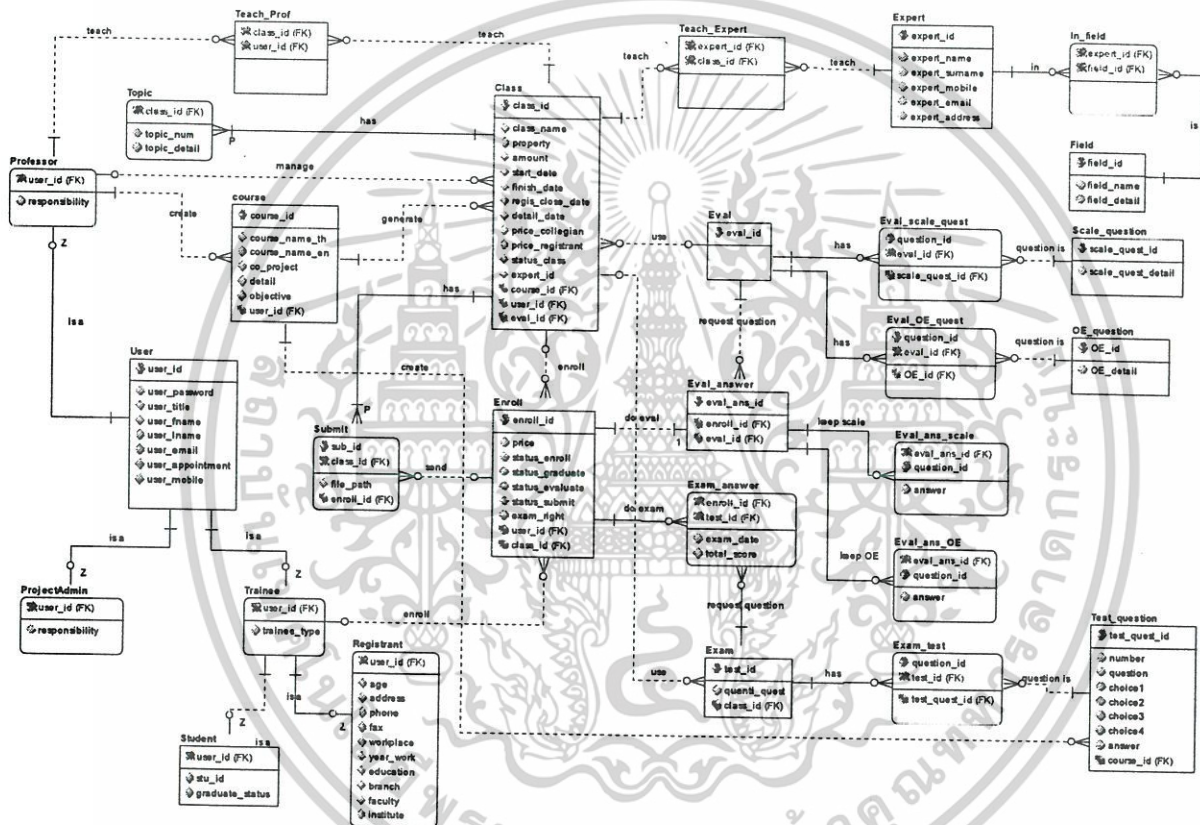 Teach_Prof
class_id (FK)
user_id (FK)
teach
teach
Topic
class_id (FK)
topic_num
topic_detail
has
P
Professor
user_id (FK)
responsibility
manage
create
Z
is a
course
course_id
course_name_th
course_name_en
co_project
detail
objective
user_id (FK)
generate
create
Class
class_id
class_name
property
amount
start_date
finish_date
regis_close_date
detail_date
price_collegian
price_registrant
status_class
expert_id
course_id (FK)
user_id (FK)
eval_id (FK)
teach
Teach_Expert
expert_id (FK)
class_id (FK)
teach
Expert
expert_id
expert_name
expert_surname
expert_mobile
expert_email
expert_address
in
In_field
expert_id (FK)
field_id (FK)
is
Field
field_id
field_name
field_detail
use
Eval
eval_id
has
Eval_scale_quest
question_id
eval_id (FK)
scale_quest_id (FK)
question is
Scale_question
scale_quest_id
scale_quest_detail
has
Eval_OE_quest
question_id
eval_id (FK)
OE_id (FK)
question is
OE_question
OE_id
OE_detail
request question
User
user_id
user_password
user_title
user_fname
user_lname
user_email
user_appointment
user_mobile
has
P
enroll
Submit
sub_id
class_id (FK)
file_path
enroll_id (FK)
send
Enroll
enroll_id
price
status_enroll
status_graduate
status_evaluate
status_submit
exam_right
user_id (FK)
class_id (FK)
do eval
1
Eval_answer
eval_ans_id
enroll_id (FK)
eval_id (FK)
keep scale
Eval_ans_scale
eval_ans_id (FK)
question_id
answer
do exam
Exam_answer
enroll_id (FK)
test_id (FK)
exam_date
total_score
keep OE
Eval_ans_OE
eval_ans_id (FK)
question_id
answer
request question
is a
Z
ProjectAdmin
user_id (FK)
responsibility
is a
Z
Trainee
user_id (FK)
trainee_type
enroll
Registrant
user_id (FK)
age
address
phone
fax
workplace
year_work
education
branch
faculty
institute
is a
Z
Student
user_id (FK)
stu_id
graduate_status
is a
Z
use
Exam
test_id
quanti_quest
class_id (FK)
has
Exam_test
question_id
test_id (FK)
test_quest_id (FK)
question is
Test_question
test_quest_id
number
question
choice1
choice2
choice3
choice4
answer
course_id (FK)